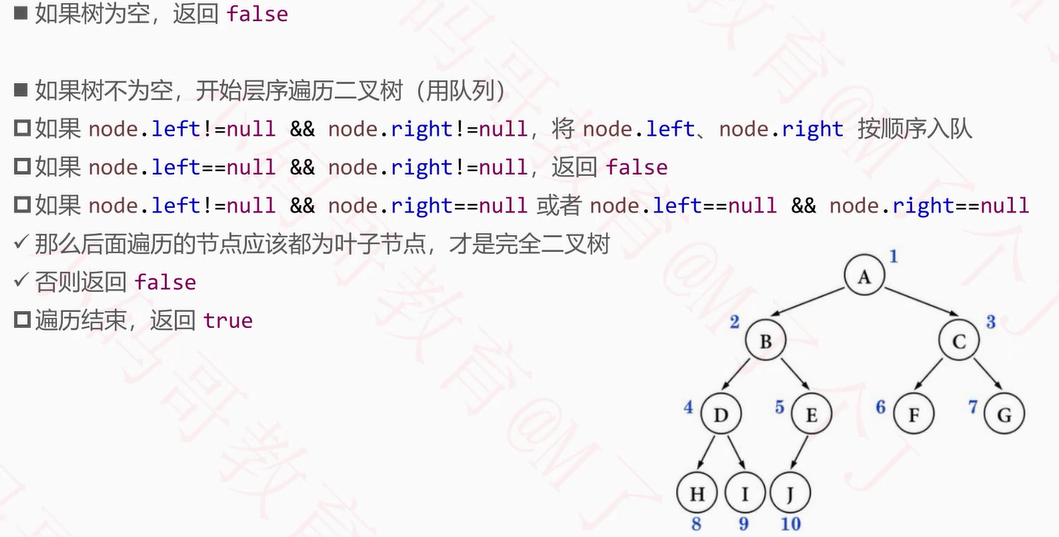 ■ 如果树为空，返回 false
■ 如果树不为空，开始层序遍历二叉树（用队列）
□ 如果 node.left!=null && node.right!=null，将 node.left、node.right 按顺序入队
□ 如果 node.left==null && node.right!=null，返回 false
□ 如果 node.left!=null && node.right==null 或者 node.left==null && node.right==null
✓ 那么后面遍历的节点应该都为叶子节点，才是完全二叉树
✓ 否则返回 false
□ 遍历结束，返回 true
A 1
2 B C 3
4 D 5 E 6 F 7 G
H I J
8 9 10